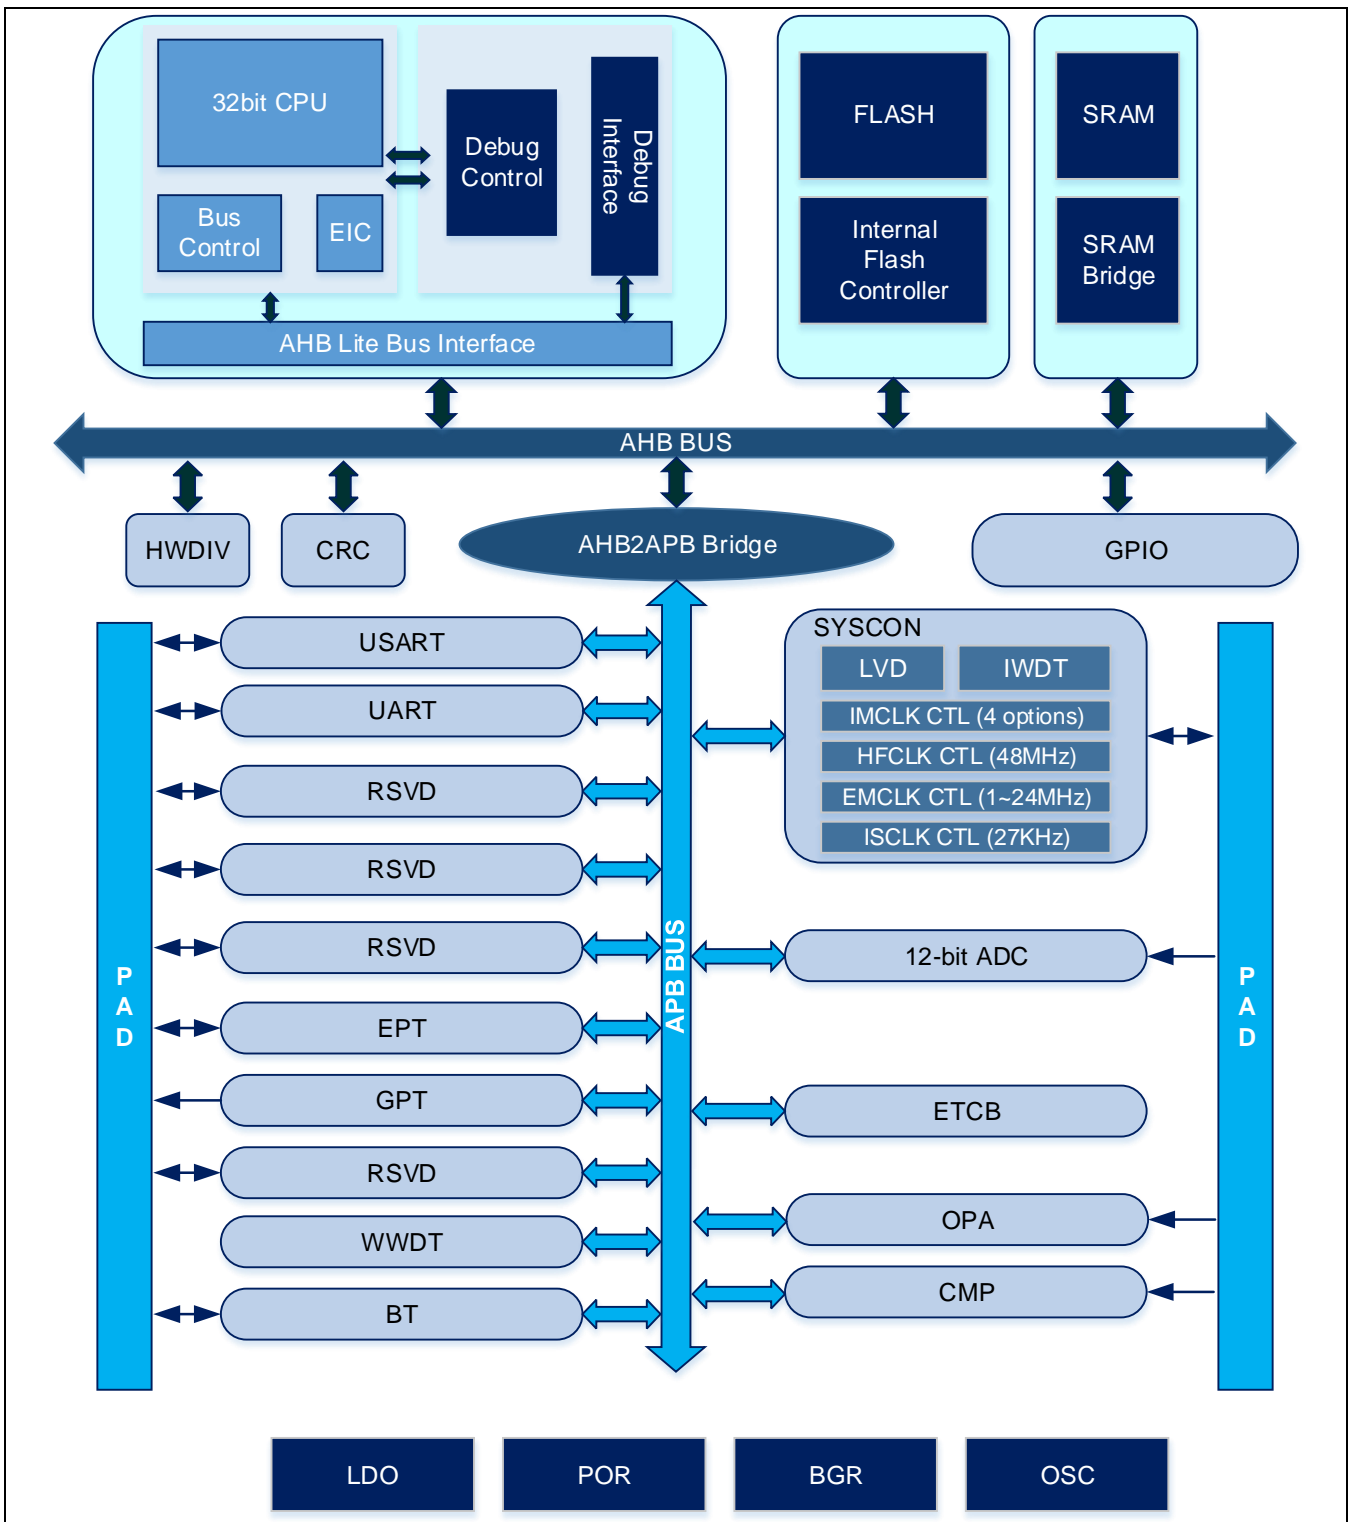 32bit CPU
Bus
Control
EIC
Debug
Control
Debug
Interface
AHB Lite Bus Interface
FLASH
Internal
Flash
Controller
SRAM
SRAM
Bridge
AHB BUS
HWDIV
CRC
AHB2APB Bridge
GPIO
PAD
USART
UART
RSVD
RSVD
RSVD
EPT
GPT
RSVD
WWDT
BT
APB BUS
SYSCON
LVD
IWDT
IMCLK CTL (4 options)
HFCLK CTL (48MHz)
EMCLK CTL (1~24MHz)
ISCLK CTL (27KHz)
12-bit ADC
ETCB
OPA
CMP
PAD
LDO
POR
BGR
OSC